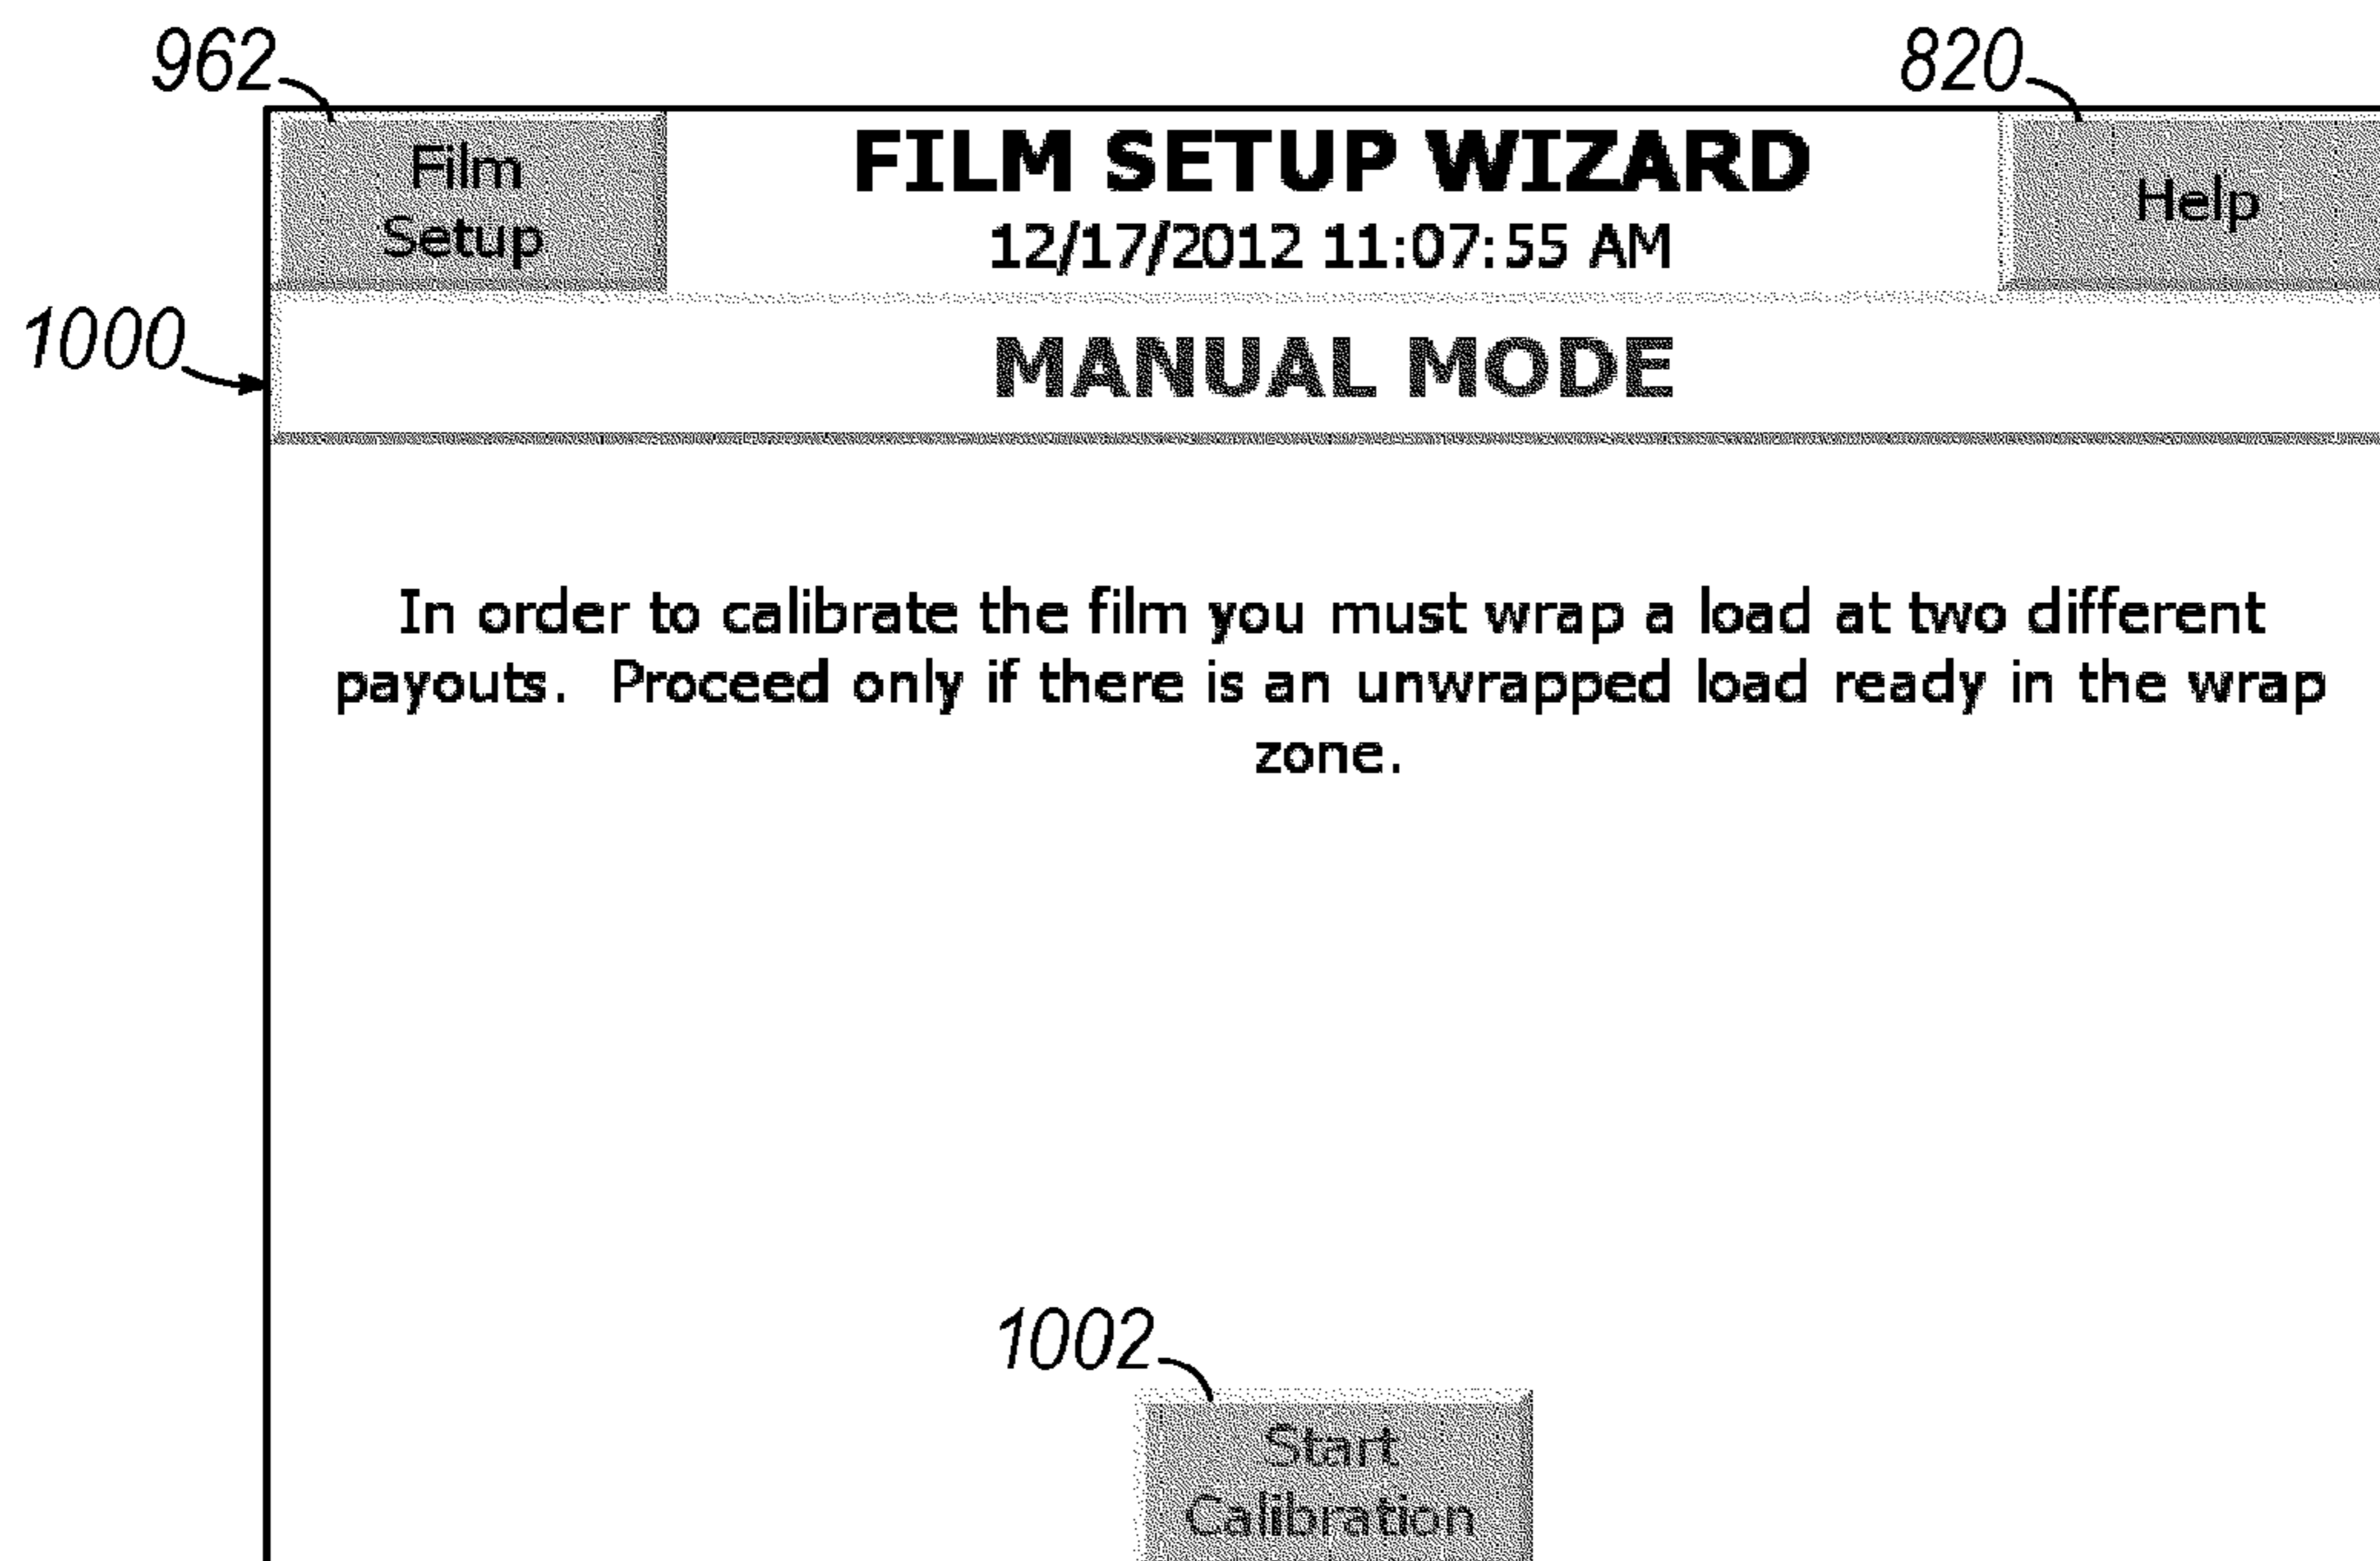 962
820
Film
Setup
FILM SETUP WIZARD
12/17/2012 11:07:55 AM
Help
1000
MANUAL MODE
In order to calibrate the film you must wrap a load at two different
payouts. Proceed only if there is an unwrapped load ready in the wrap
zone.
1002
Start
Calibration